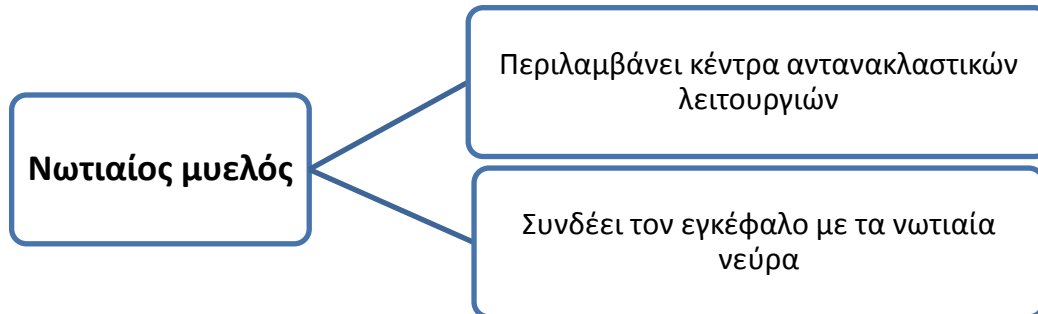 Νωτιαίος μυελός
Περιλαμβάνει κέντρα αντανακλαστικών
λειτουργιών
Συνδέει τον εγκέφαλο με τα νωτιαία
νεύρα